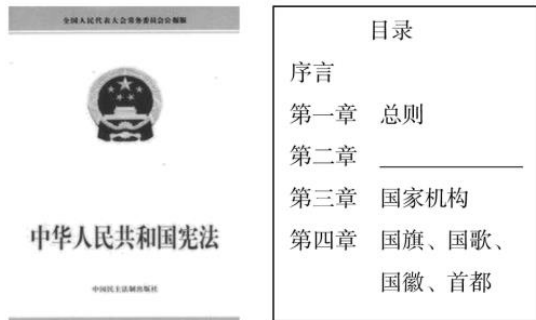 全国人民代表大会常务委员会公报版
中华人民共和国宪法
中国民主法制出版社
目录
序言
第一章 总则
第二章
第三章 国家机构
第四章 国旗、国歌、
国徽、首都